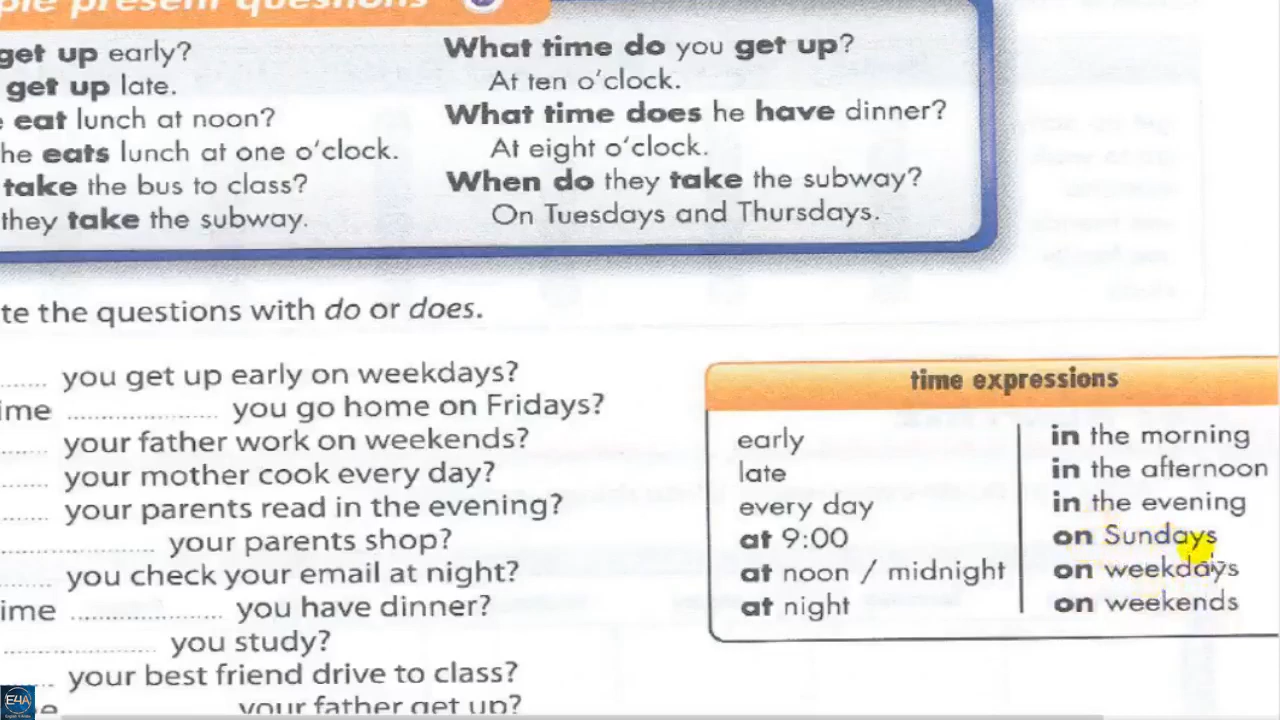 ple present questions
get up early?
get up late.
e eat lunch at noon?
he eats lunch at one o'clock.
take the bus to class?
they take the subway.
What time do you get up?
At ten o'clock.
What time does he have dinner?
At eight o'clock.
When do they take the subway?
On Tuesdays and Thursdays.
te the questions with do or does.
........ you get up early on weekdays?
ime ........................ you go home on Fridays?
........ your father work on weekends?
........ your mother cook every day?
........ your parents read in the evening?
........................ your parents shop?
........ you check your email at night?
ime ........................ you have dinner?
........................ you study?
........ your best friend drive to class?
e your father get up?
time expressions
early
late
every day
at 9:00
at noon / midnight
at night
in the morning
in the afternoon
in the evening
on Sundays
on weekdays
on weekends
E4A